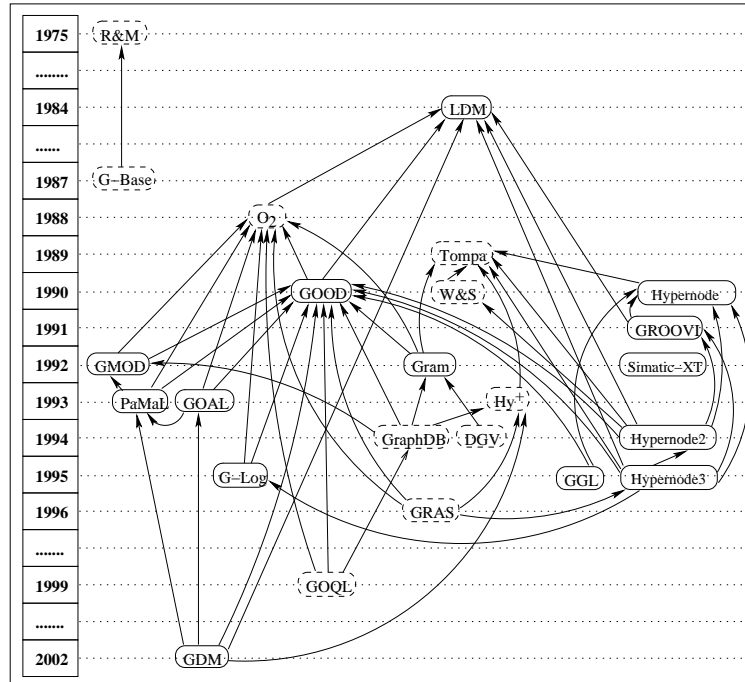 1975 R&M
........
1984 LDM
......
1987 G−Base
1988 O2
1989 Tompa
1990 GOOD W&S Hypernode
1991 GROOVY
1992 GMOD Gram Simatic−XT
1993 PaMaL GOAL Hy+
1994 GraphDB DGV Hypernode2
1995 G−Log GGL Hypernode3
1996 GRAS
.......
1999 GOQL
.......
2002 GDM